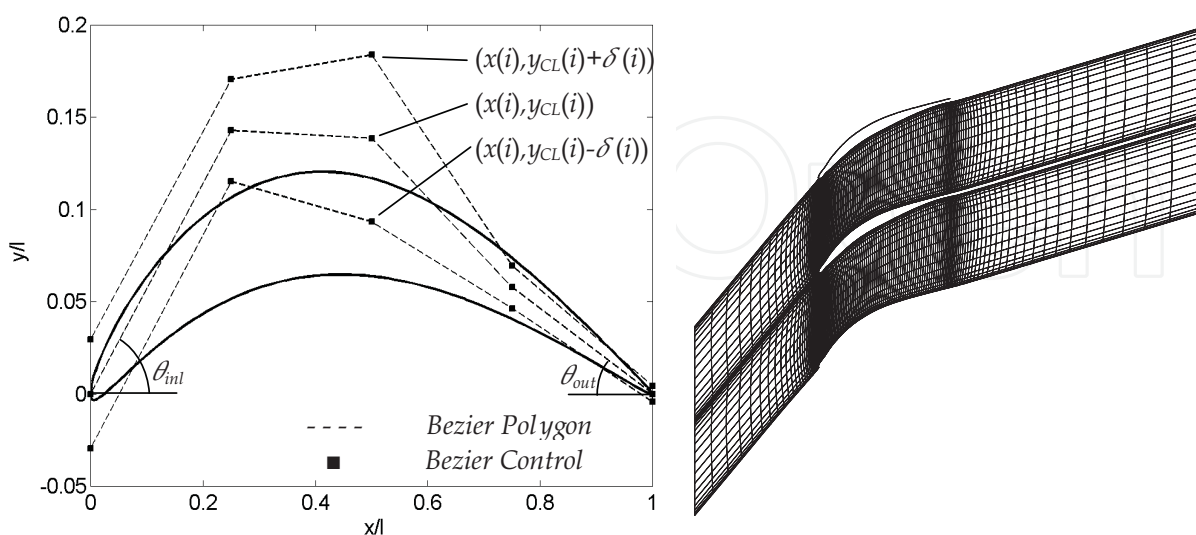 0.2
(x(i),y_CL(i)+δ(i))
0.15
(x(i),y_CL(i))
(x(i),y_CL(i)-δ(i))
0.1
y/l
0.05
θ_inl
θ_out
0
Bezier Polygon
Bezier Control
-0.05
0 0.2 0.4 0.6 0.8 1
x/l